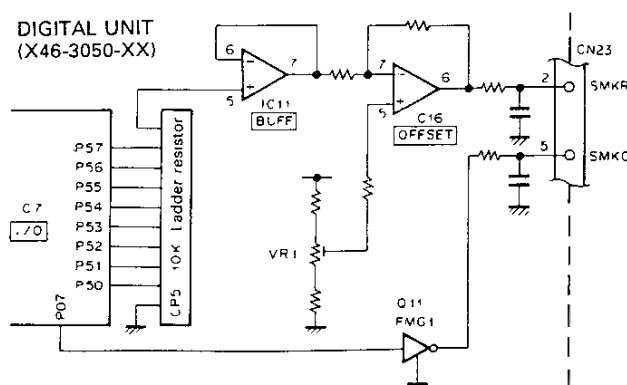 DIGITAL UNIT
(X46-3050-XX)
CN23
6
7
5
IC11
BUFF
7
6
5
C16
OFFSET
2
SMKR
5
SMKC
P57
P56
P55
P54
P53
P52
P51
P50
C7
I/O
P07
CP5 10K Ladder resistor
VR1
Q11
FMG1